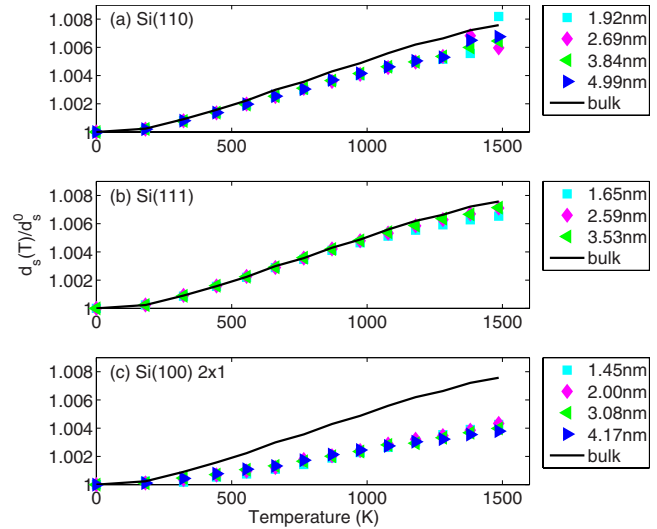 (a) Si(110)
1.008
1.006
1.004
1.002
1
0 500 1000 1500
1.92nm
2.69nm
3.84nm
4.99nm
bulk
(b) Si(111)
1.008
1.006
1.004
1.002
1
0 500 1000 1500
d_s(T)/d_s^0
1.65nm
2.59nm
3.53nm
bulk
(c) Si(100) 2x1
1.008
1.006
1.004
1.002
1
0 500 1000 1500
Temperature (K)
1.45nm
2.00nm
3.08nm
4.17nm
bulk